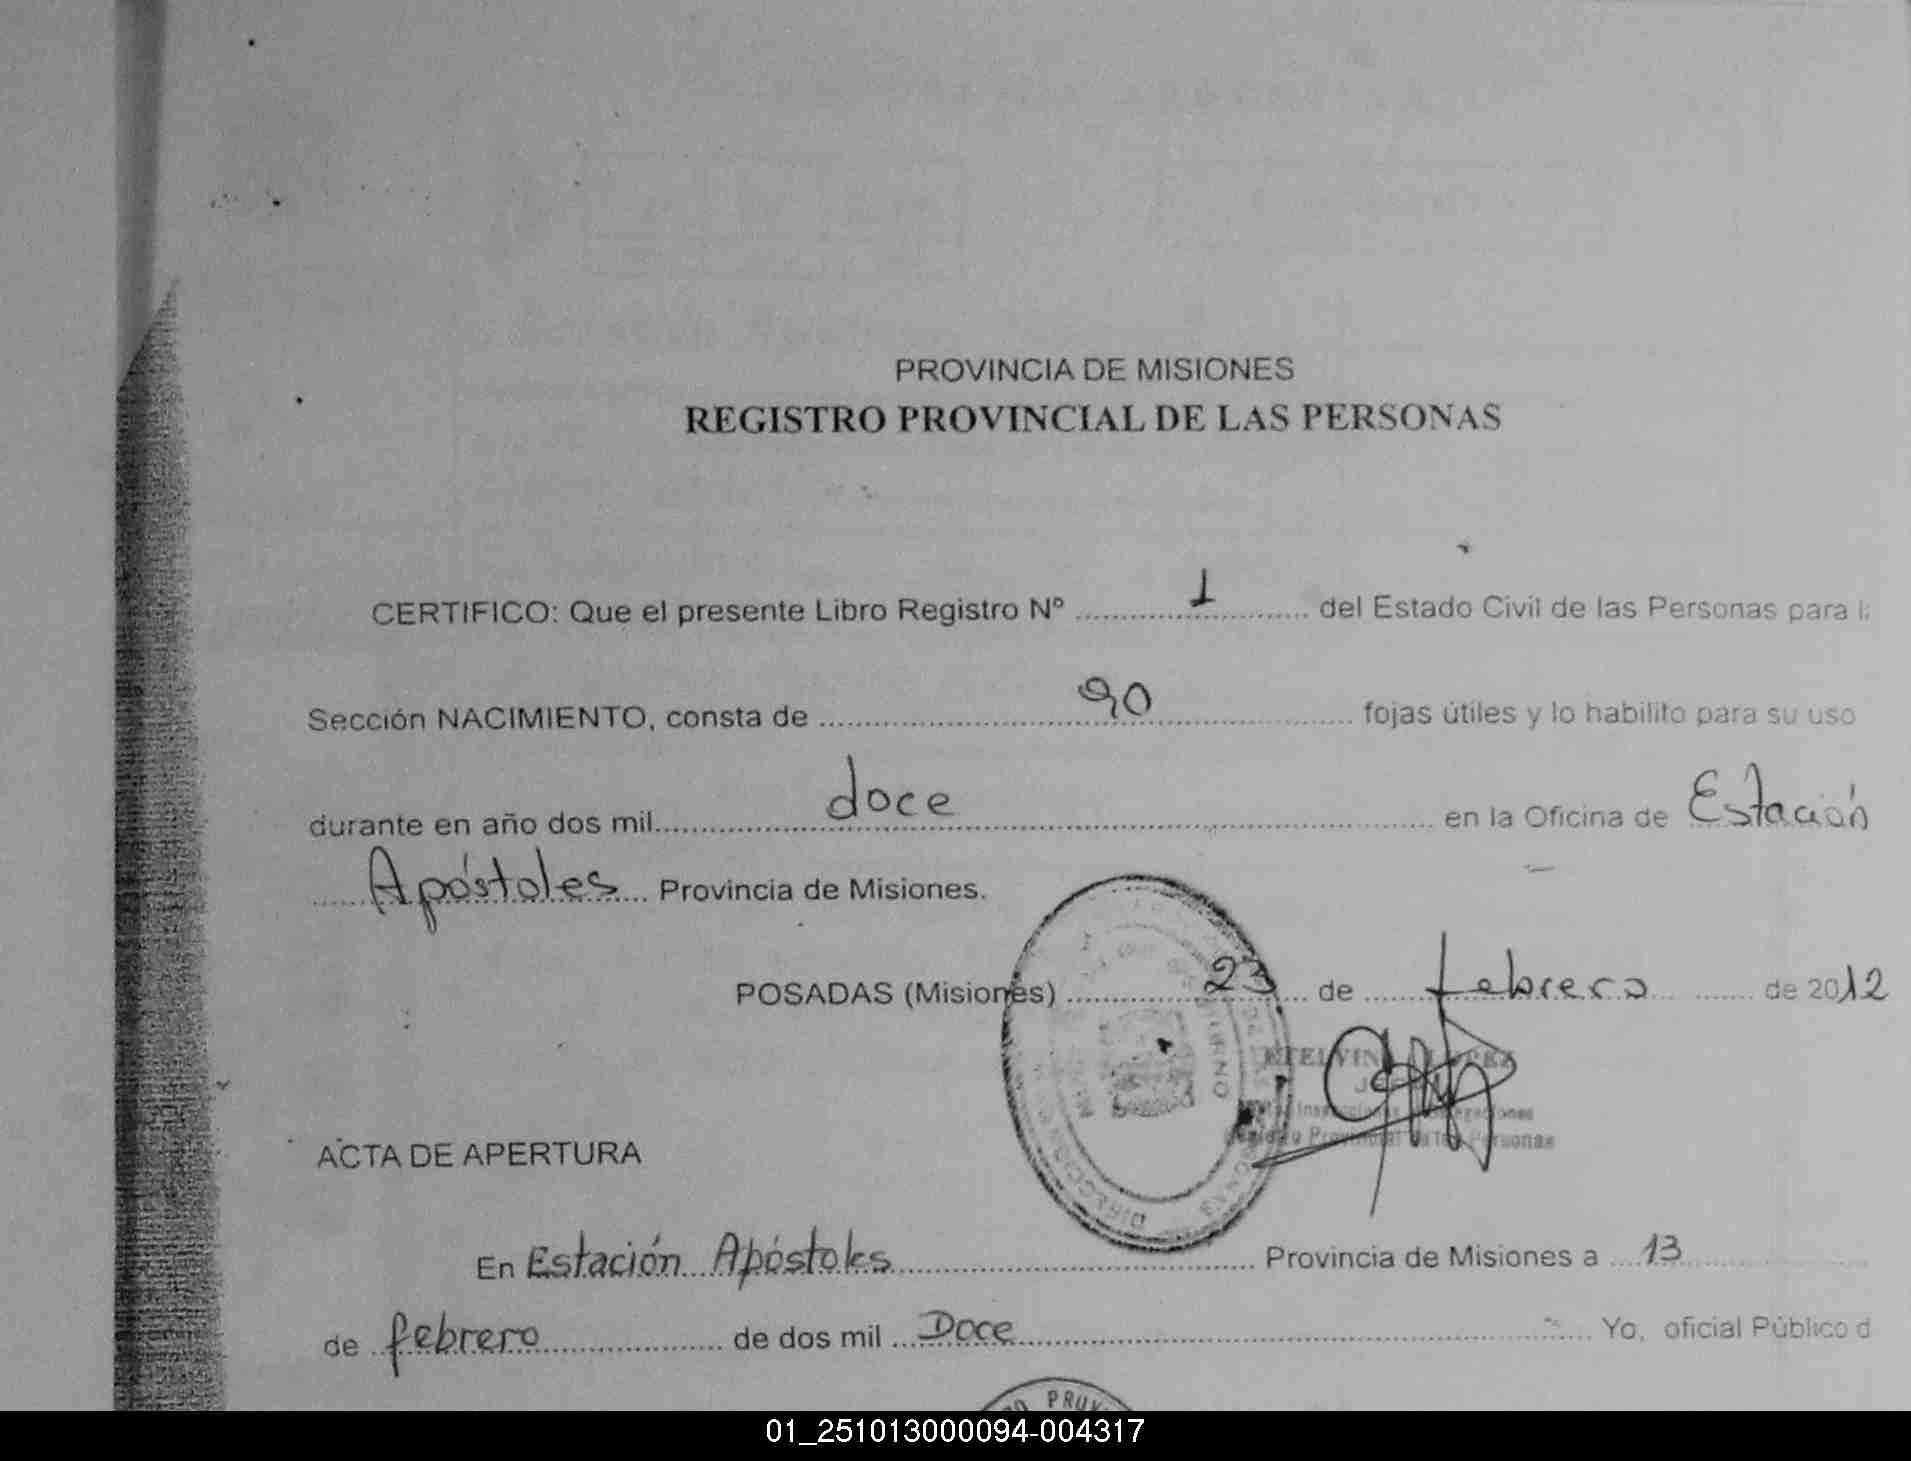 PROVINCIA DE MISIONES
REGISTRO PROVINCIAL DE LAS PERSONAS
CERTIFICO: Que el presente Libro Registro Nº 1 del Estado Civil de las Personas para
Sección NACIMIENTO, consta de 90 fojas útiles y lo habilito para su uso
durante en año dos mil doce en la Oficina de Estación
Apóstoles Provincia de Misiones.
POSADAS (Misiones) 23 de febrero de 2012
ACTA DE APERTURA
En Estación Apóstoles Provincia de Misiones a 13
de febrero de dos mil Doce Yo, oficial Público d
01_251013000094-004317